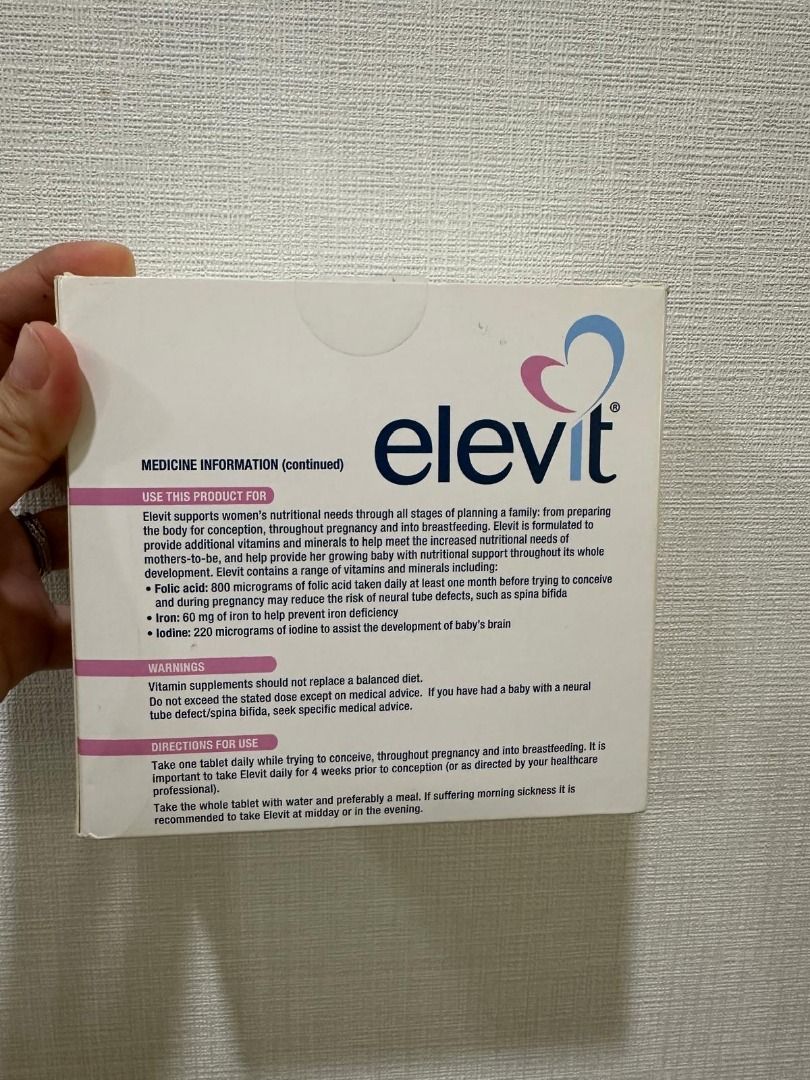 elevit®
MEDICINE INFORMATION (continued)
USE THIS PRODUCT FOR
Elevit supports women's nutritional needs through all stages of planning a family: from preparing
the body for conception, throughout pregnancy and into breastfeeding. Elevit is formulated to
provide additional vitamins and minerals to help meet the increased nutritional needs of
mothers-to-be, and help provide her growing baby with nutritional support throughout its whole
development. Elevit contains a range of vitamins and minerals including:
• Folic acid: 800 micrograms of folic acid taken daily at least one month before trying to conceive
and during pregnancy may reduce the risk of neural tube defects, such as spina bifida
• Iron: 60 mg of iron to help prevent iron deficiency
• Iodine: 220 micrograms of iodine to assist the development of baby's brain
WARNINGS
Vitamin supplements should not replace a balanced diet.
Do not exceed the stated dose except on medical advice. If you have had a baby with a neural
tube defect/spina bifida, seek specific medical advice.
DIRECTIONS FOR USE
Take one tablet daily while trying to conceive, throughout pregnancy and into breastfeeding. It is
important to take Elevit daily for 4 weeks prior to conception (or as directed by your healthcare
professional).
Take the whole tablet with water and preferably a meal. If suffering morning sickness it is
recommended to take Elevit at midday or in the evening.